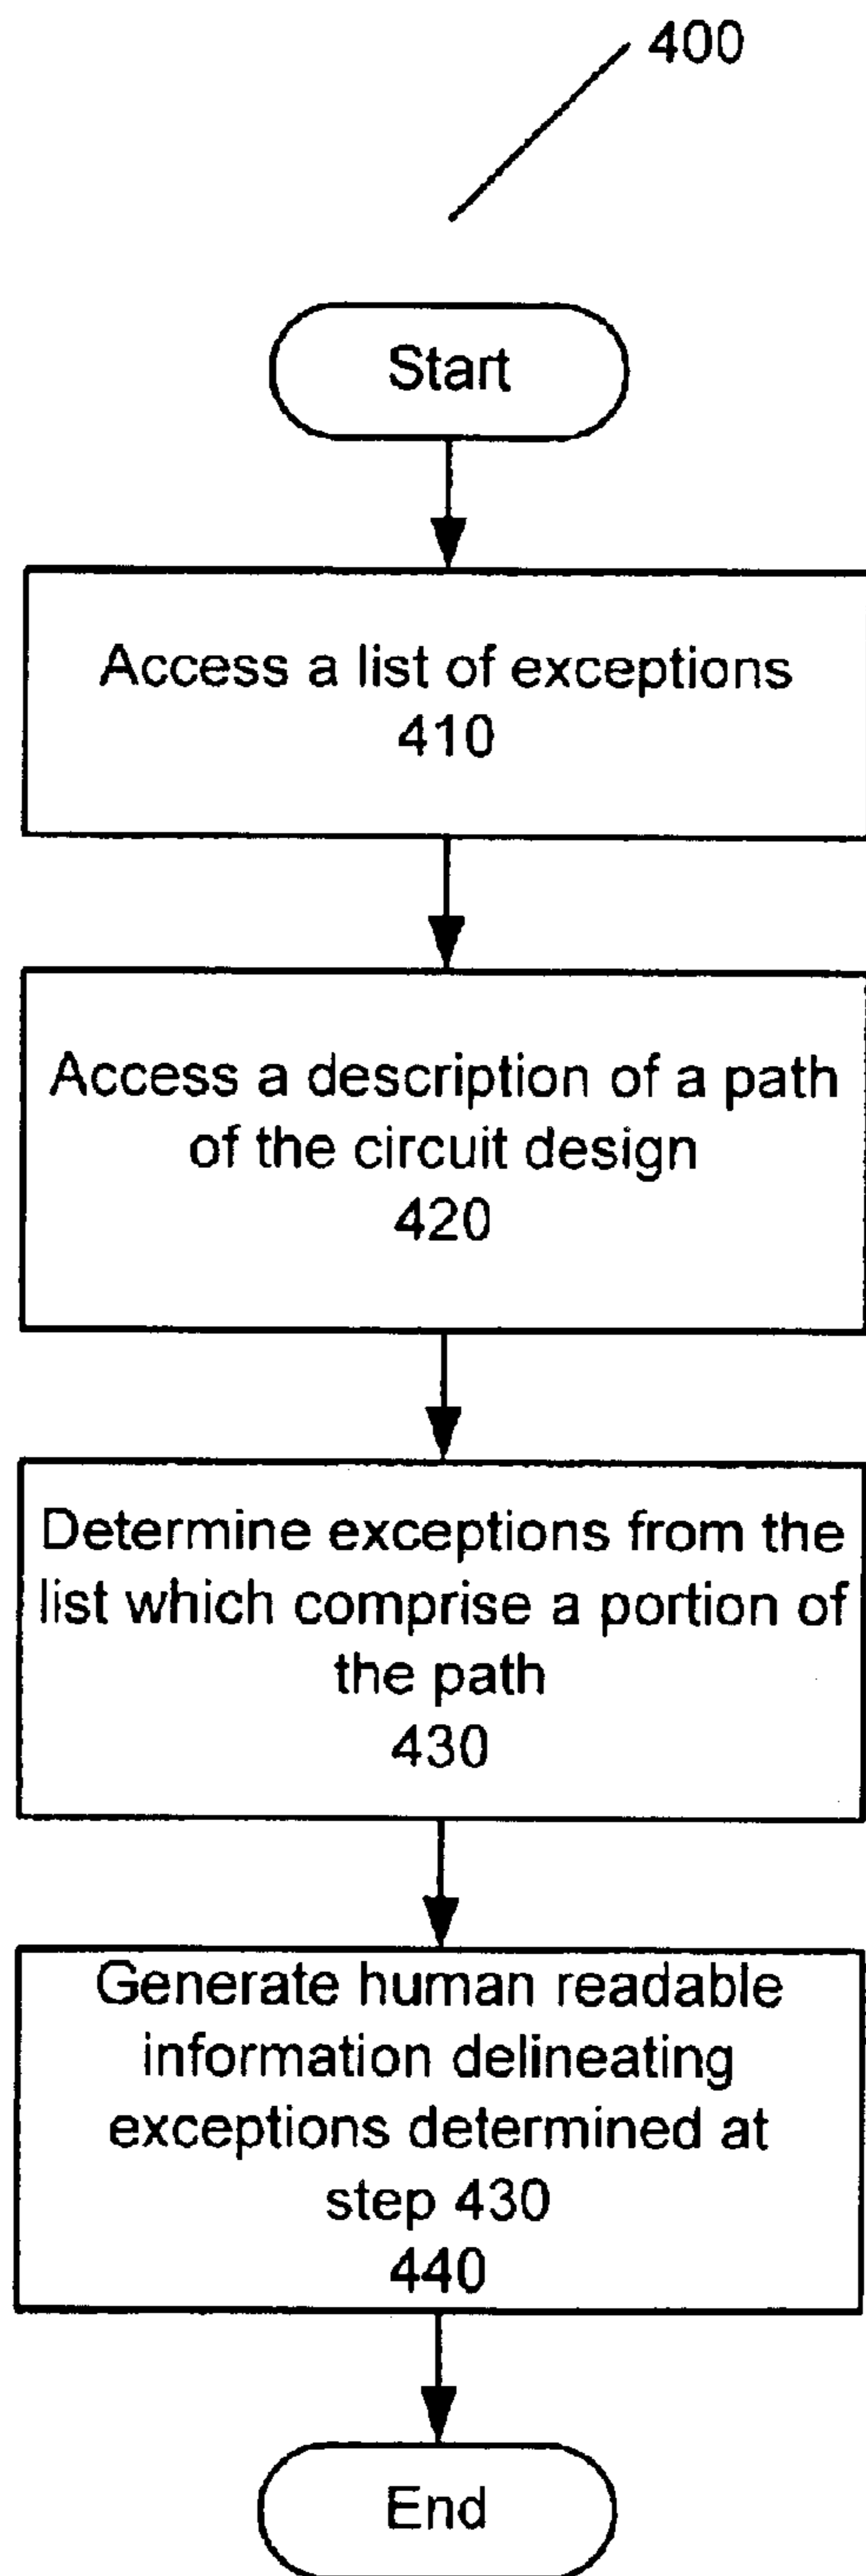 400
Start
Access a list of exceptions
410
Access a description of a path
of the circuit design
420
Determine exceptions from the
list which comprise a portion of
the path
430
Generate human readable
information delineating
exceptions determined at
step 430
440
End